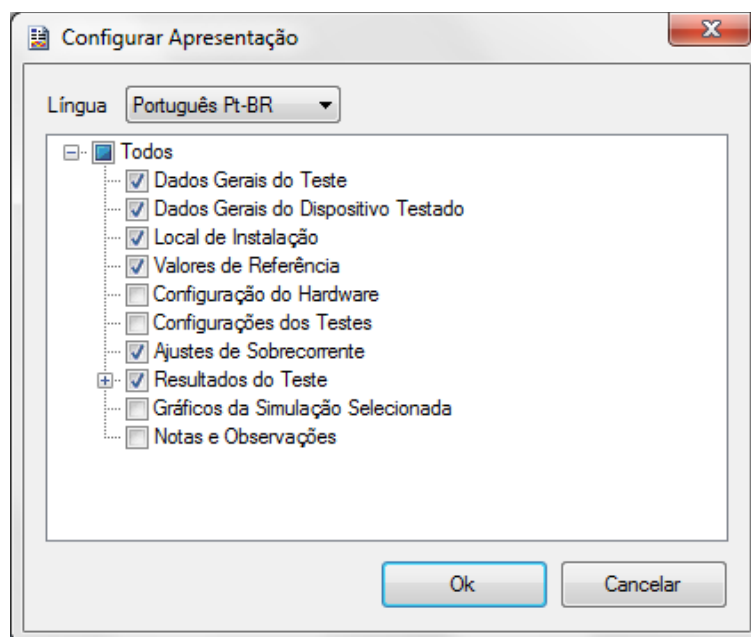 Configurar Apresentação
Língua Português Pt-BR
Todos
Dados Gerais do Teste
Dados Gerais do Dispositivo Testado
Local de Instalação
Valores de Referência
Configuração do Hardware
Configurações dos Testes
Ajustes de Sobrecorrente
Resultados do Teste
Gráficos da Simulação Selecionada
Notas e Observações
Ok Cancelar